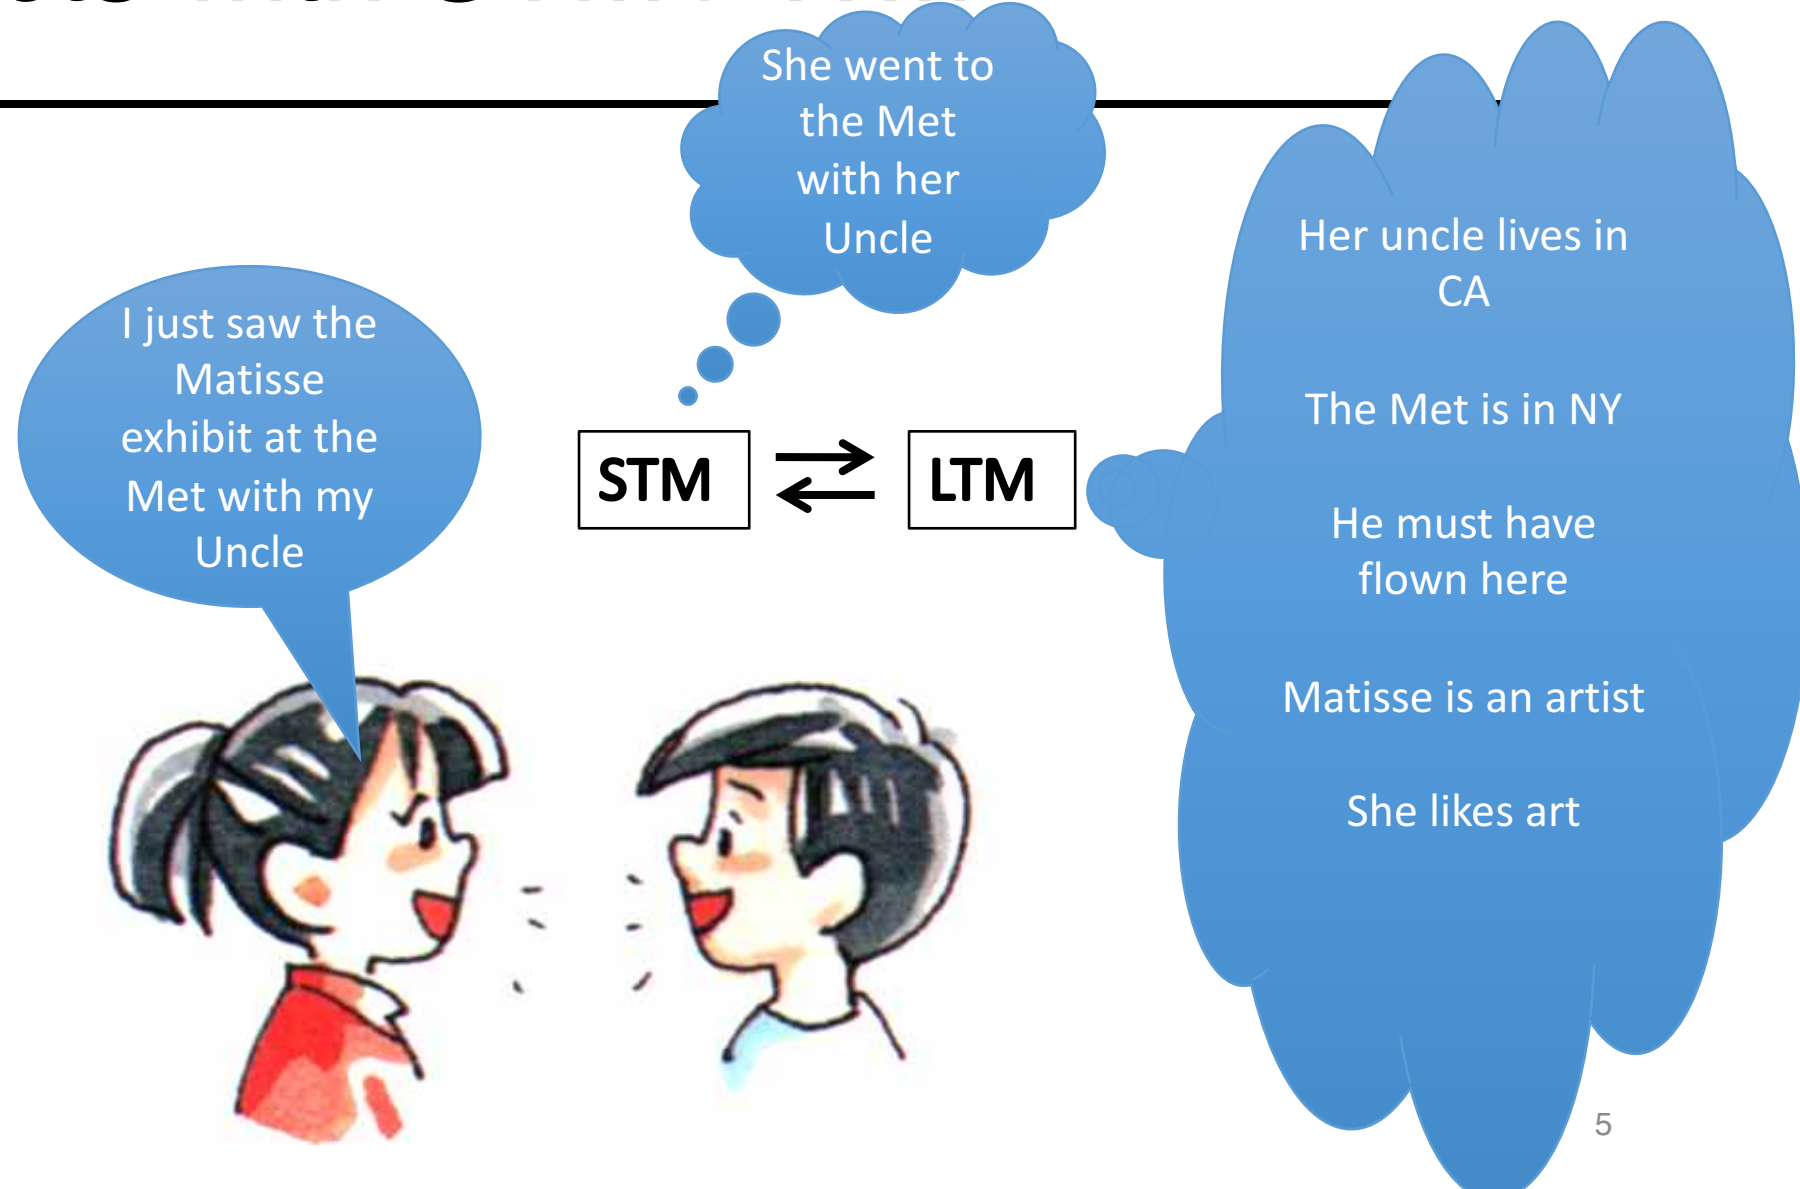 She went to
the Met
with her
Uncle
I just saw the
Matisse
exhibit at the
Met with my
Uncle
STM
LTM
Her uncle lives in
CA
The Met is in NY
He must have
flown here
Matisse is an artist
She likes art
5